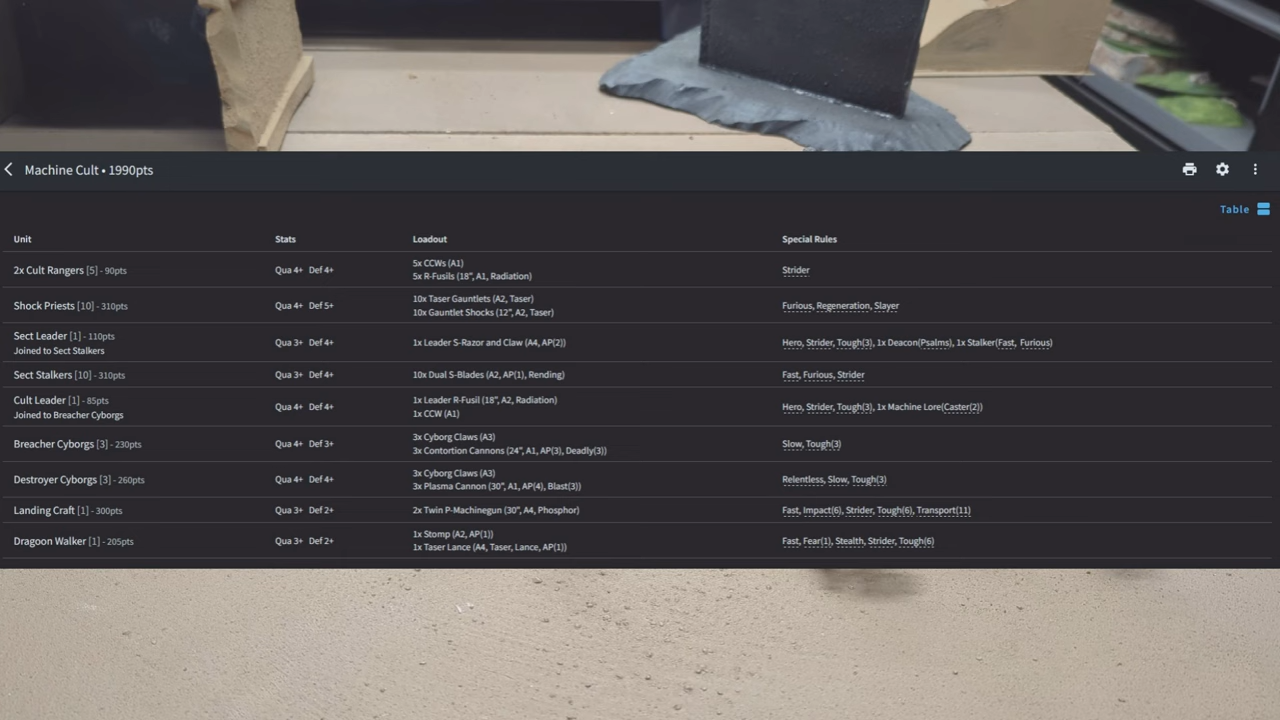 Machine Cult • 1990pts
Table
Unit Stats Loadout Special Rules
2x Cult Rangers [5] - 90pts Qua 4+ Def 4+ 5x CCWs (A1) Strider
5x R-Fusils (18", A1, Radiation)
Shock Priests [10] - 310pts Qua 4+ Def 5+ 10x Taser Gauntlets (A2, Taser) Furious, Regeneration, Slayer
10x Gauntlet Shocks (12", A2, Taser)
Sect Leader [1] - 110pts Qua 3+ Def 4+ 1x Leader S-Razor and Claw (A4, AP(2)) Hero, Strider, Tough(3), 1x Deacon(Psalms), 1x Stalker(Fast, Furious)
Joined to Sect Stalkers
Sect Stalkers [10] - 310pts Qua 3+ Def 4+ 10x Dual S-Blades (A2, AP(1), Rending) Fast, Furious, Strider
Cult Leader [1] - 85pts Qua 4+ Def 4+ 1x Leader R-Fusil (18", A2, Radiation) Hero, Strider, Tough(3), 1x Machine Lore(Caster(2))
Joined to Breacher Cyborgs 1x CCW (A1)
Breacher Cyborgs [3] - 230pts Qua 4+ Def 3+ 3x Cyborg Claws (A3) Slow, Tough(3)
3x Contortion Cannons (24", A1, AP(3), Deadly(3))
Destroyer Cyborgs [3] - 260pts Qua 4+ Def 4+ 3x Cyborg Claws (A3) Relentless, Slow, Tough(3)
3x Plasma Cannon (30", A1, AP(4), Blast(3))
Landing Craft [1] - 300pts Qua 3+ Def 2+ 2x Twin P-Machinegun (30", A4, Phosphor) Fast, Impact(6), Strider, Tough(6), Transport(11)
Dragoon Walker [1] - 205pts Qua 3+ Def 2+ 1x Stomp (A2, AP(1)) Fast, Fear(1), Stealth, Strider, Tough(6)
1x Taser Lance (A4, Taser, Lance, AP(1))